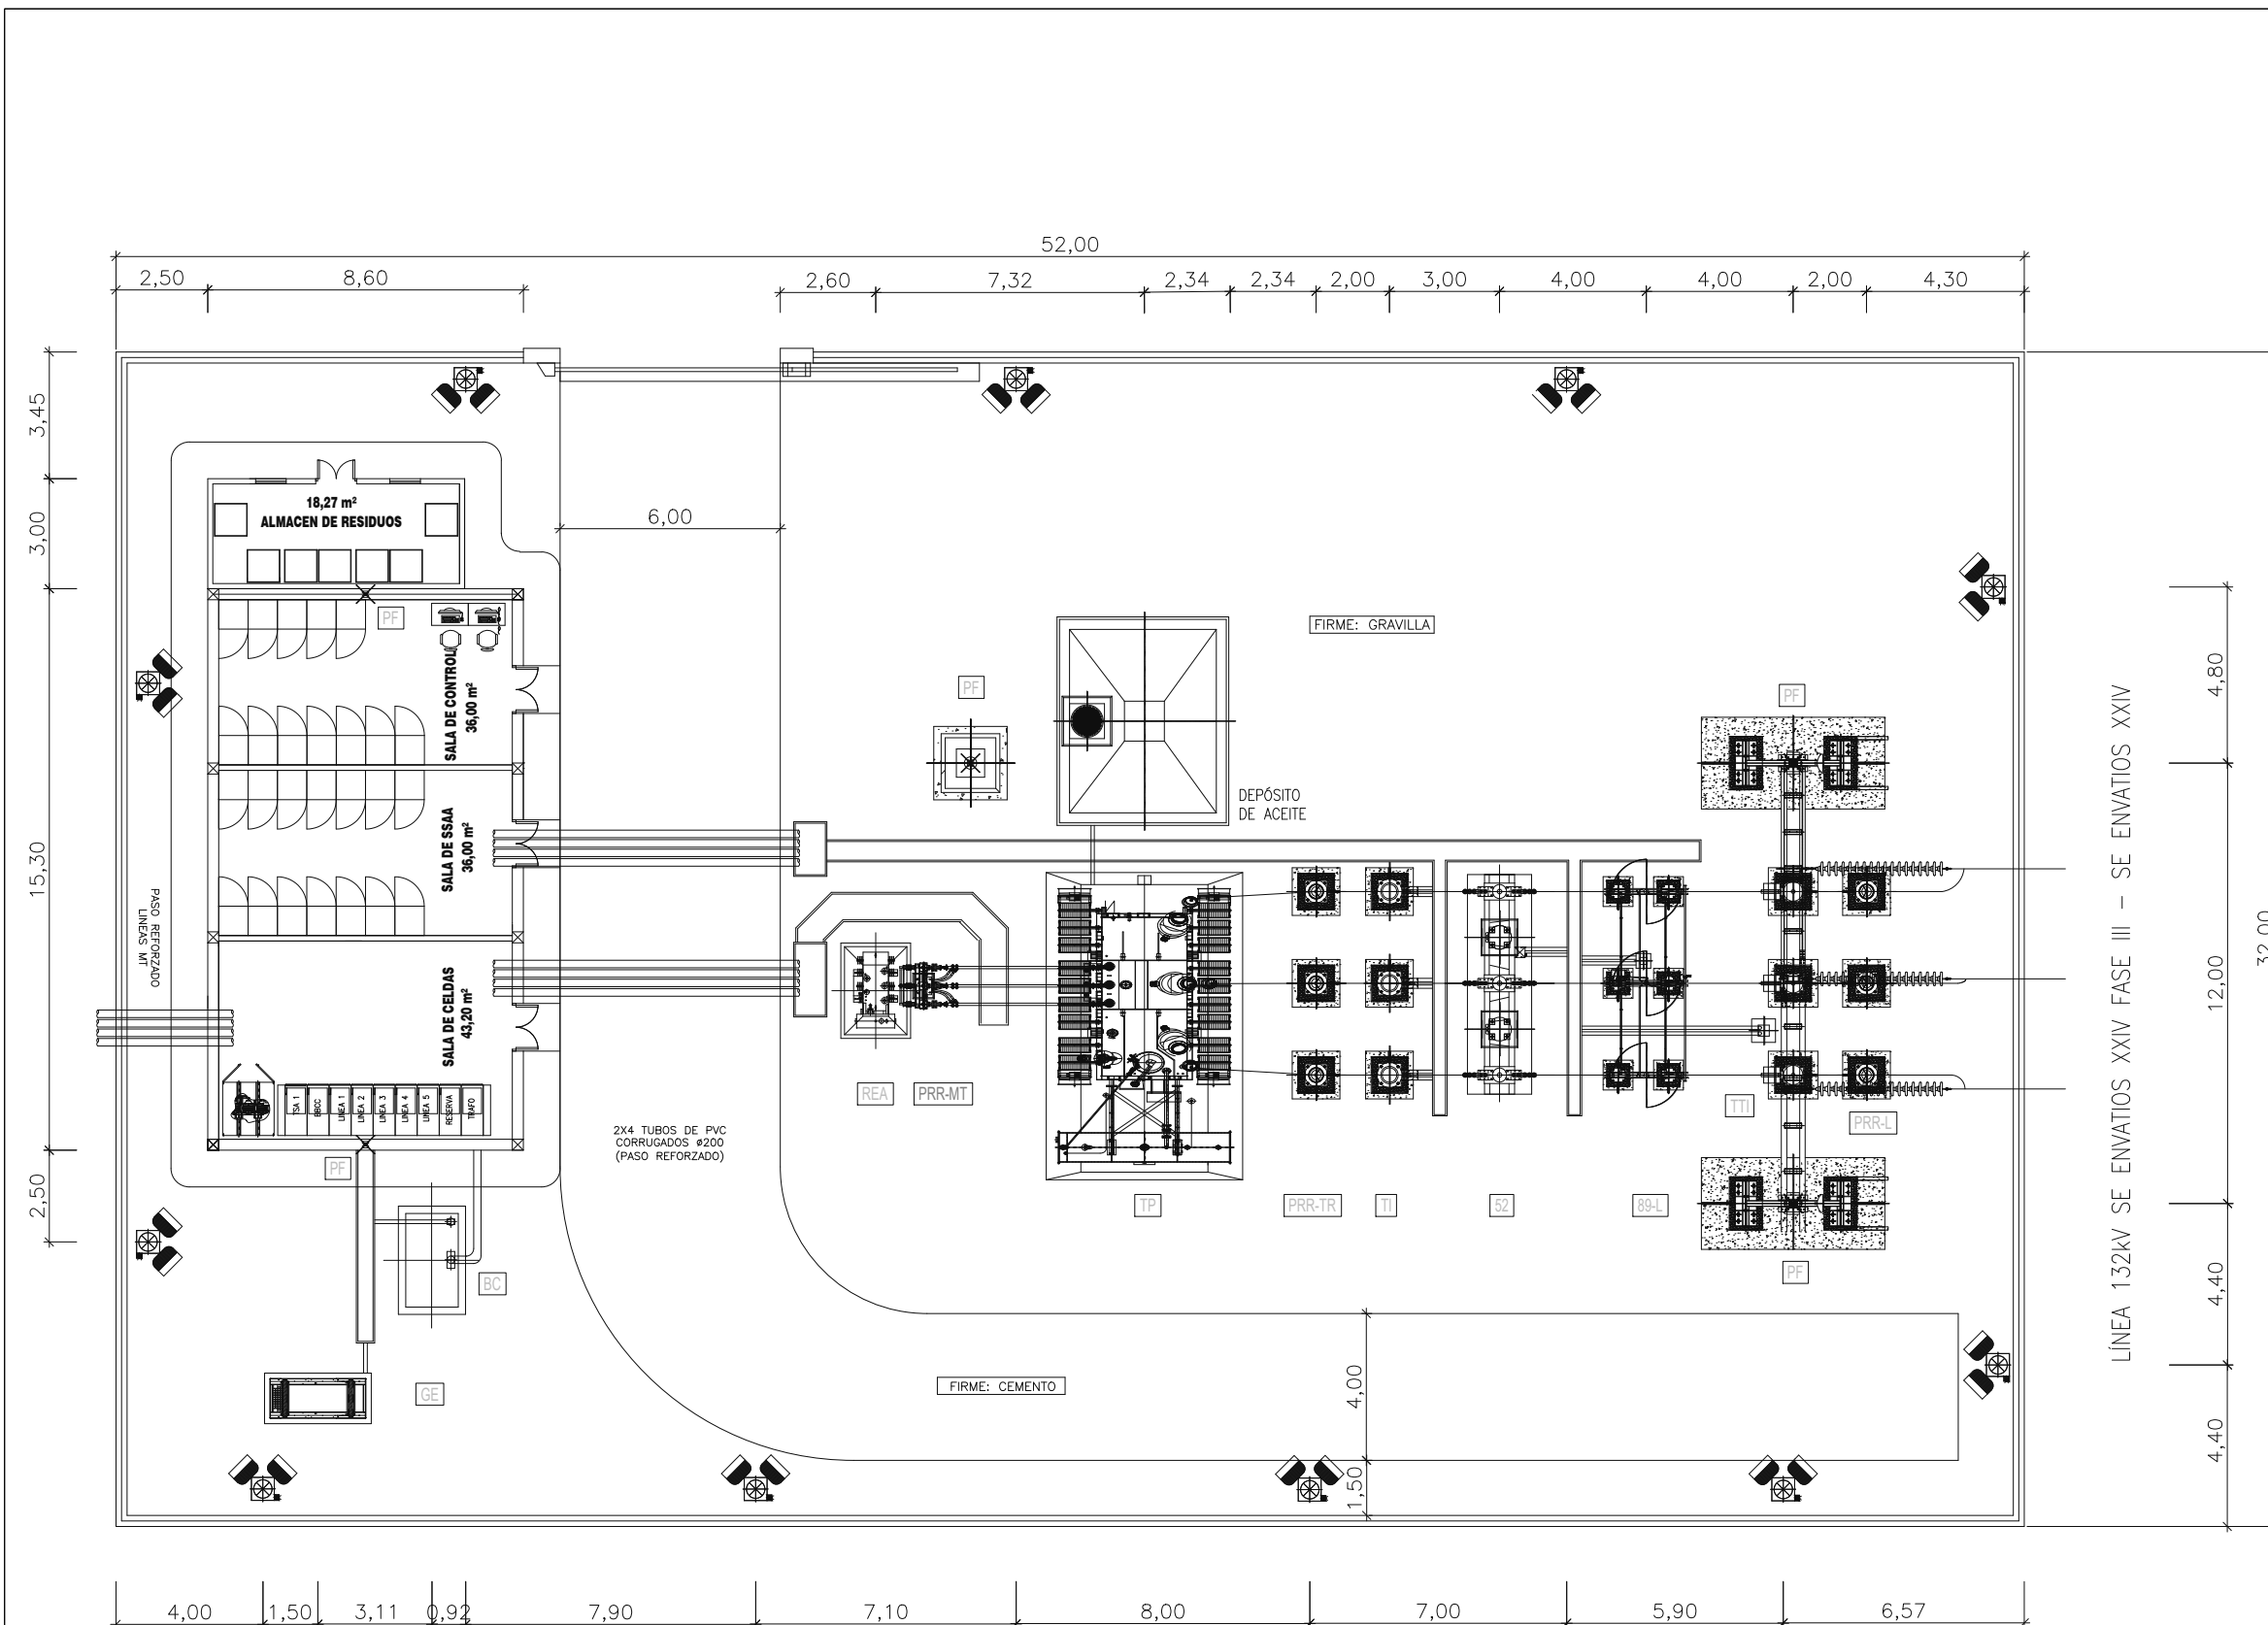 52,00
2,50
8,60
2,60
7,32
2,34
2,34
2,00
3,00
4,00
4,00
2,00
4,30
3,45
3,00
15,30
2,50
18,27 m²
ALMACEN DE RESIDUOS
6,00
PF
SALA DE CONTROL
36,00 m²
SALA DE SSAA
36,00 m²
SALA DE CELDAS
43,20 m²
PASO REFORZADO
LINEAS MT
TSA 1
BBCC
LINEA 1
LINEA 2
LINEA 3
LINEA 4
LINEA 5
RESERVA
TRAFO
PF
BC
GE
2X4 TUBOS DE PVC
CORRUGADOS ø200
(PASO REFORZADO)
PF
FIRME: GRAVILLA
DEPÓSITO
DE ACEITE
REA
PRR-MT
TP
PRR-TR
TI
52
89-L
TTI
PRR-L
PF
PF
FIRME: CEMENTO
4,00
1,50
LÍNEA 132kV SE ENVATIOS XXIV FASE III – SE ENVATIOS XXIV
4,80
12,00
4,40
4,40
32,00
4,00
1,50
3,11
0,92
7,90
7,10
8,00
7,00
5,90
6,57